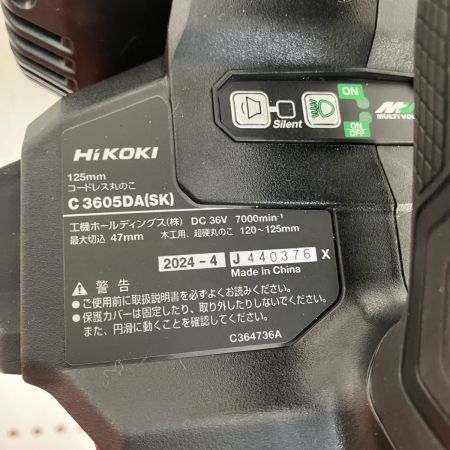 HiKOKI
125mm
コードレス丸のこ
C 3605DA(SK)
工機ホールディングス(株) DC 36V 7000min⁻¹
最大切込 47mm 木工用、超硬丸のこ 120～125mm
2024-4 J 440376 X
Made in China
警告
●ご使用前に取扱説明書を必ずよくお読みください。
●保護カバーは固定したり、取り外したりしないでください。
また、円滑に動くことを確認してください。
C364736A
Silent
ON
ON
OFF
MULTI VOL